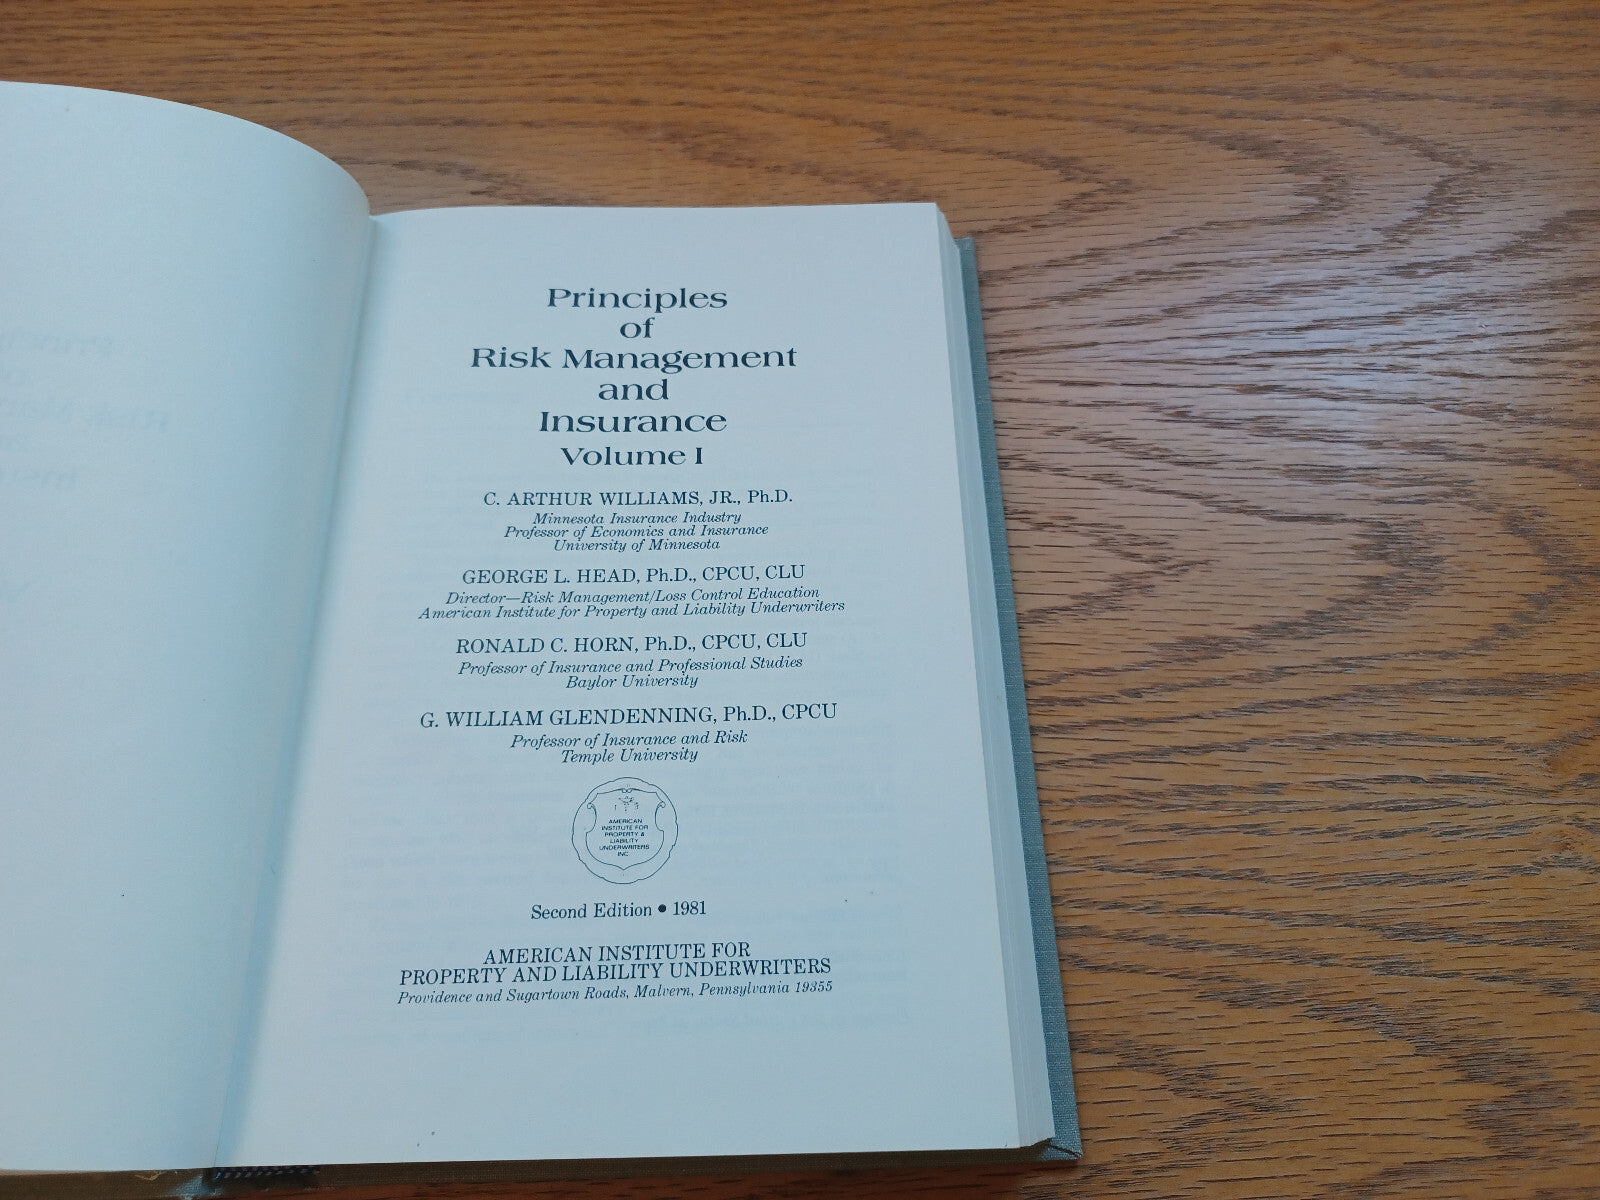 Principles
of
Risk Management
and
Insurance
Volume I
C. ARTHUR WILLIAMS, JR., Ph.D.
Minnesota Insurance Industry
Professor of Economics and Insurance
University of Minnesota
GEORGE L. HEAD, Ph.D., CPCU, CLU
Director—Risk Management/Loss Control Education
American Institute for Property and Liability Underwriters
RONALD C. HORN, Ph.D., CPCU, CLU
Professor of Insurance and Professional Studies
Baylor University
G. WILLIAM GLENDENNING, Ph.D., CPCU
Professor of Insurance and Risk
Temple University
AMERICAN
INSTITUTE FOR
PROPERTY &
LIABILITY
UNDERWRITERS
INC.
Second Edition • 1981
AMERICAN INSTITUTE FOR
PROPERTY AND LIABILITY UNDERWRITERS
Providence and Sugartown Roads, Malvern, Pennsylvania 19355